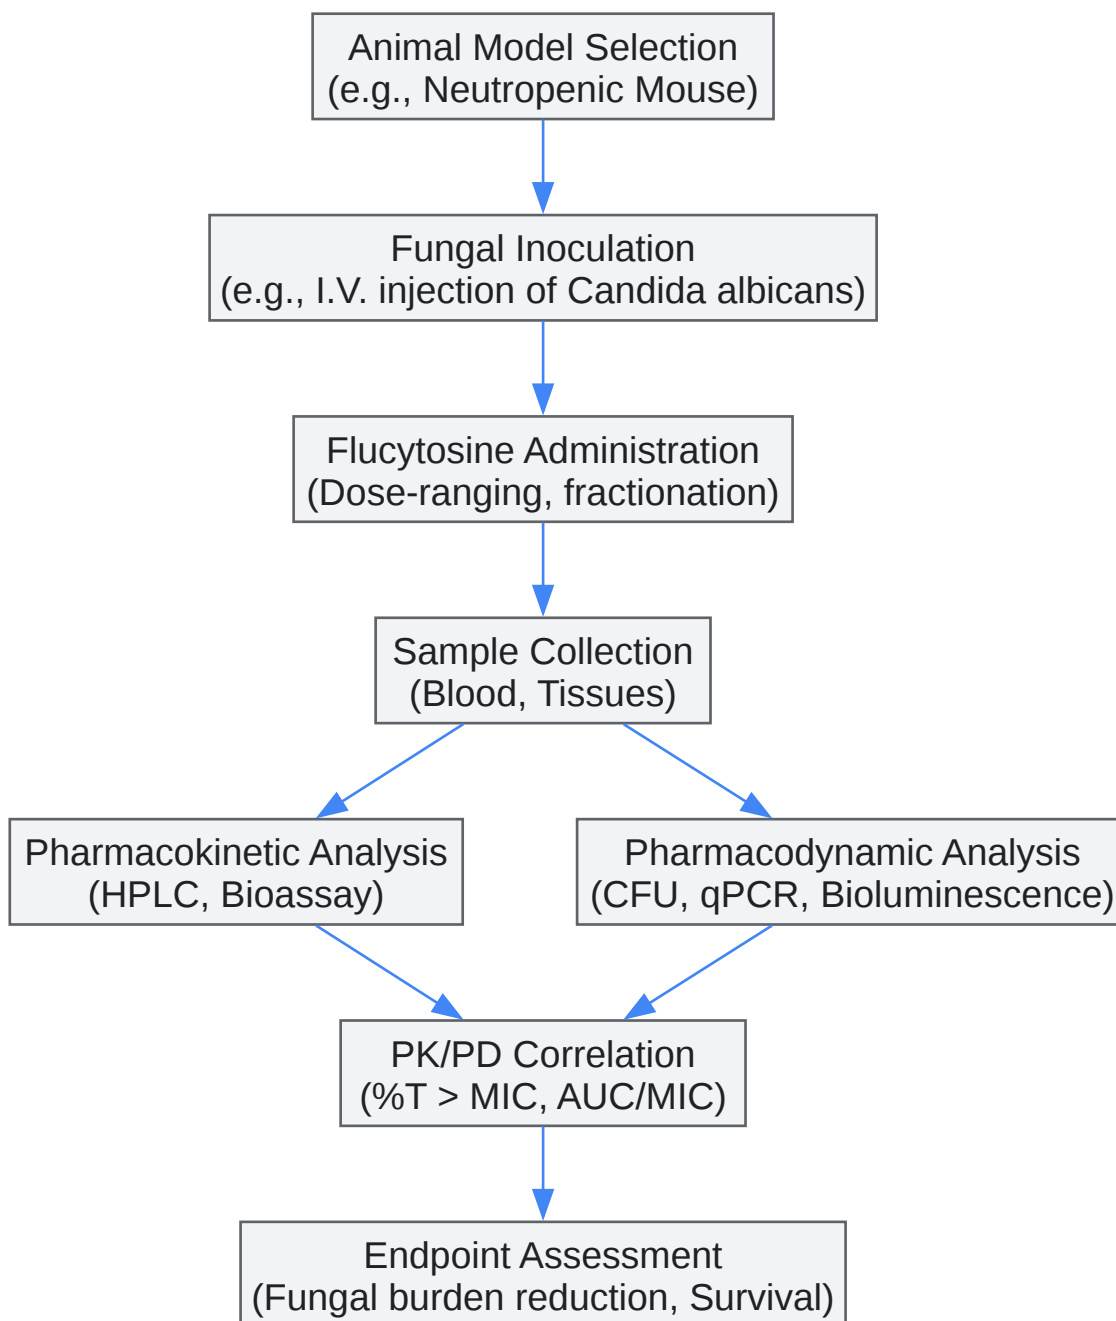 Animal Model Selection
(e.g., Neutropenic Mouse)
Fungal Inoculation
(e.g., I.V. injection of Candida albicans)
Flucytosine Administration
(Dose-ranging, fractionation)
Sample Collection
(Blood, Tissues)
Pharmacokinetic Analysis
(HPLC, Bioassay)
Pharmacodynamic Analysis
(CFU, qPCR, Bioluminescence)
PK/PD Correlation
(%T > MIC, AUC/MIC)
Endpoint Assessment
(Fungal burden reduction, Survival)